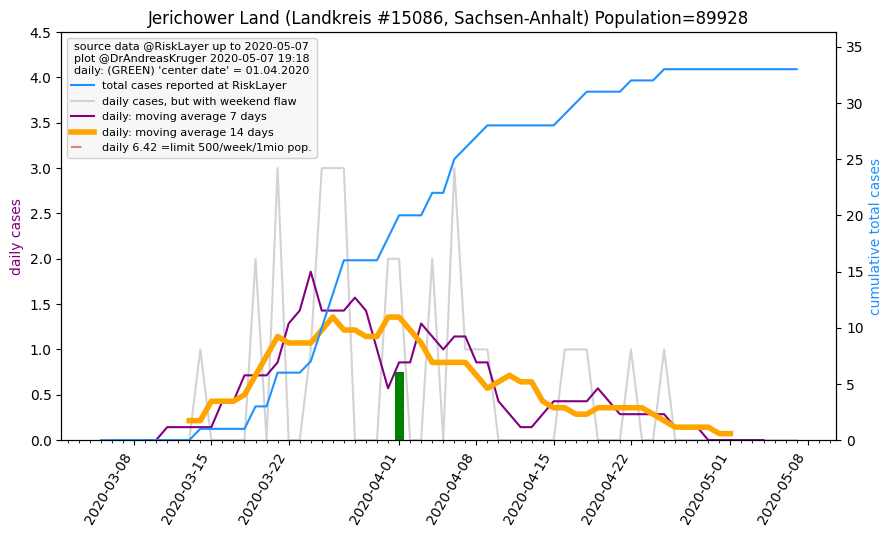 Jerichower Land (Landkreis #15086, Sachsen-Anhalt) Population=89928
source data @RiskLayer up to 2020-05-07
plot @DrAndreasKruger 2020-05-07 19:18
daily: (GREEN) 'center date' = 01.04.2020
total cases reported at RiskLayer
daily cases, but with weekend flaw
daily: moving average 7 days
daily: moving average 14 days
daily 6.42 =limit 500/week/1mio pop.
daily cases
4.5
4.0
3.5
3.0
2.5
2.0
1.5
1.0
0.5
0.0
35
30
25
20
15
10
5
0
cumulative total cases
2020-03-08
2020-03-15
2020-03-22
2020-04-01
2020-04-08
2020-04-15
2020-04-22
2020-05-01
2020-05-08